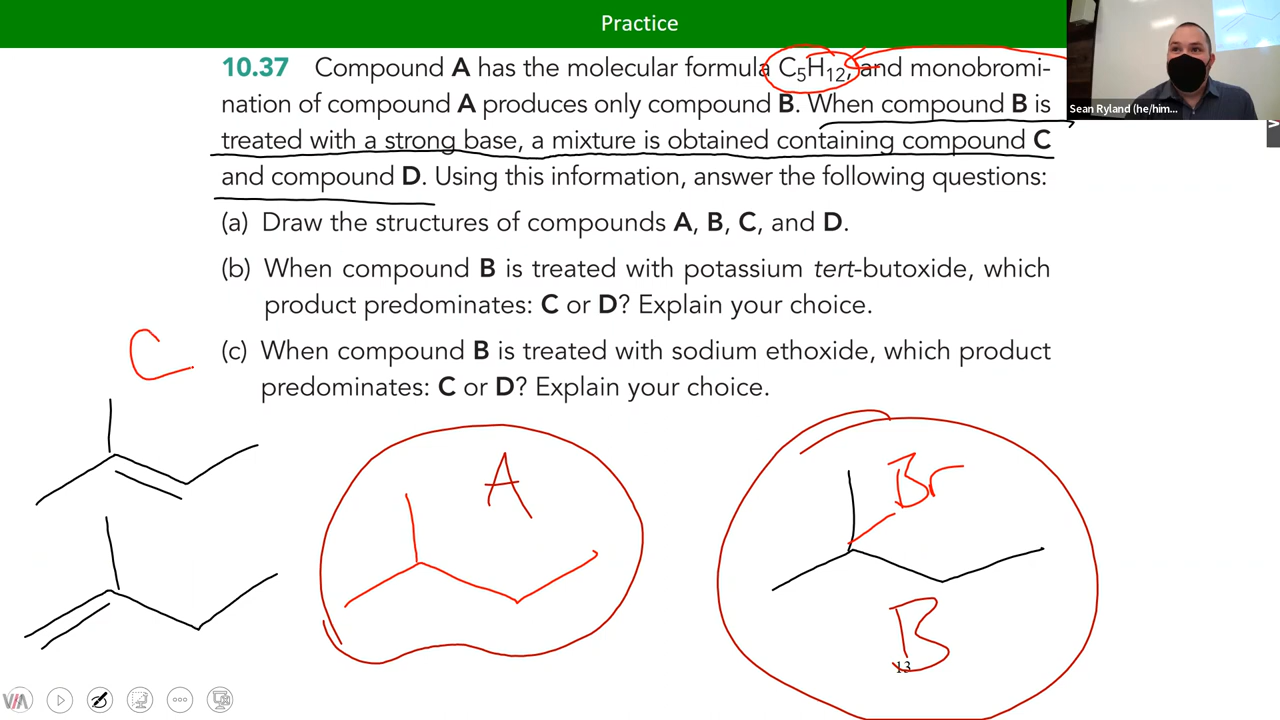 Practice
10.37 Compound A has the molecular formula C₅H₁₂, and monobromi-
nation of compound A produces only compound B. When compound B is
treated with a strong base, a mixture is obtained containing compound C
and compound D. Using this information, answer the following questions:
(a) Draw the structures of compounds A, B, C, and D.
(b) When compound B is treated with potassium tert-butoxide, which
product predominates: C or D? Explain your choice.
(c) When compound B is treated with sodium ethoxide, which product
predominates: C or D? Explain your choice.
Sean Ryland (he/him...
C
A
Br
B
13